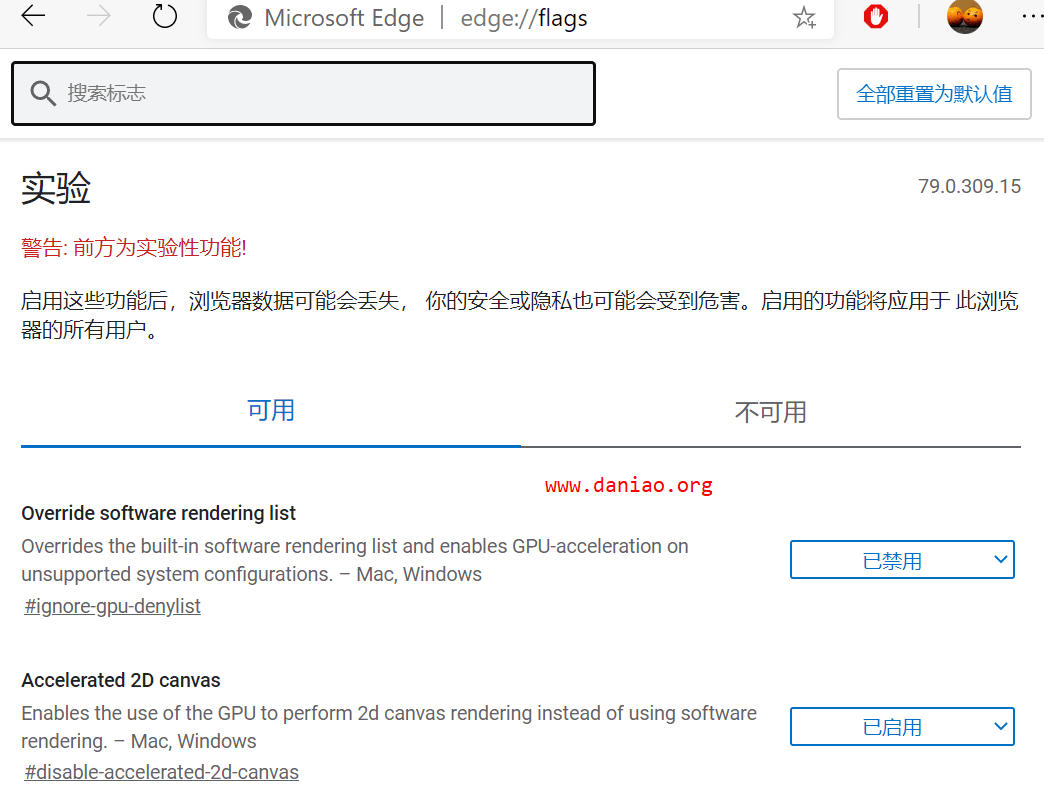 Microsoft Edge | edge://flags
搜索标志
全部重置为默认值
实验
79.0.309.15
警告: 前方为实验性功能!
启用这些功能后，浏览器数据可能会丢失， 你的安全或隐私也可能会受到危害。启用的功能将应用于 此浏览
器的所有用户。
可用
不可用
www.daniao.org
Override software rendering list
Overrides the built-in software rendering list and enables GPU-acceleration on
unsupported system configurations. – Mac, Windows
#ignore-gpu-denylist
已禁用
Accelerated 2D canvas
Enables the use of the GPU to perform 2d canvas rendering instead of using software
rendering. – Mac, Windows
#disable-accelerated-2d-canvas
已启用